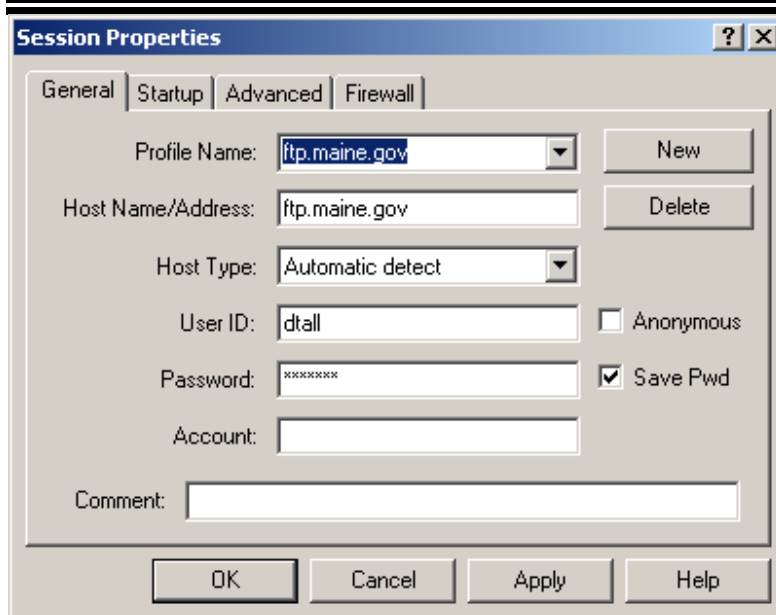 Session Properties
General Startup Advanced Firewall
Profile Name: ftp.maine.gov New
Host Name/Address: ftp.maine.gov Delete
Host Type: Automatic detect
User ID: dtall Anonymous
Password: ******* Save Pwd
Account:
Comment:
OK Cancel Apply Help